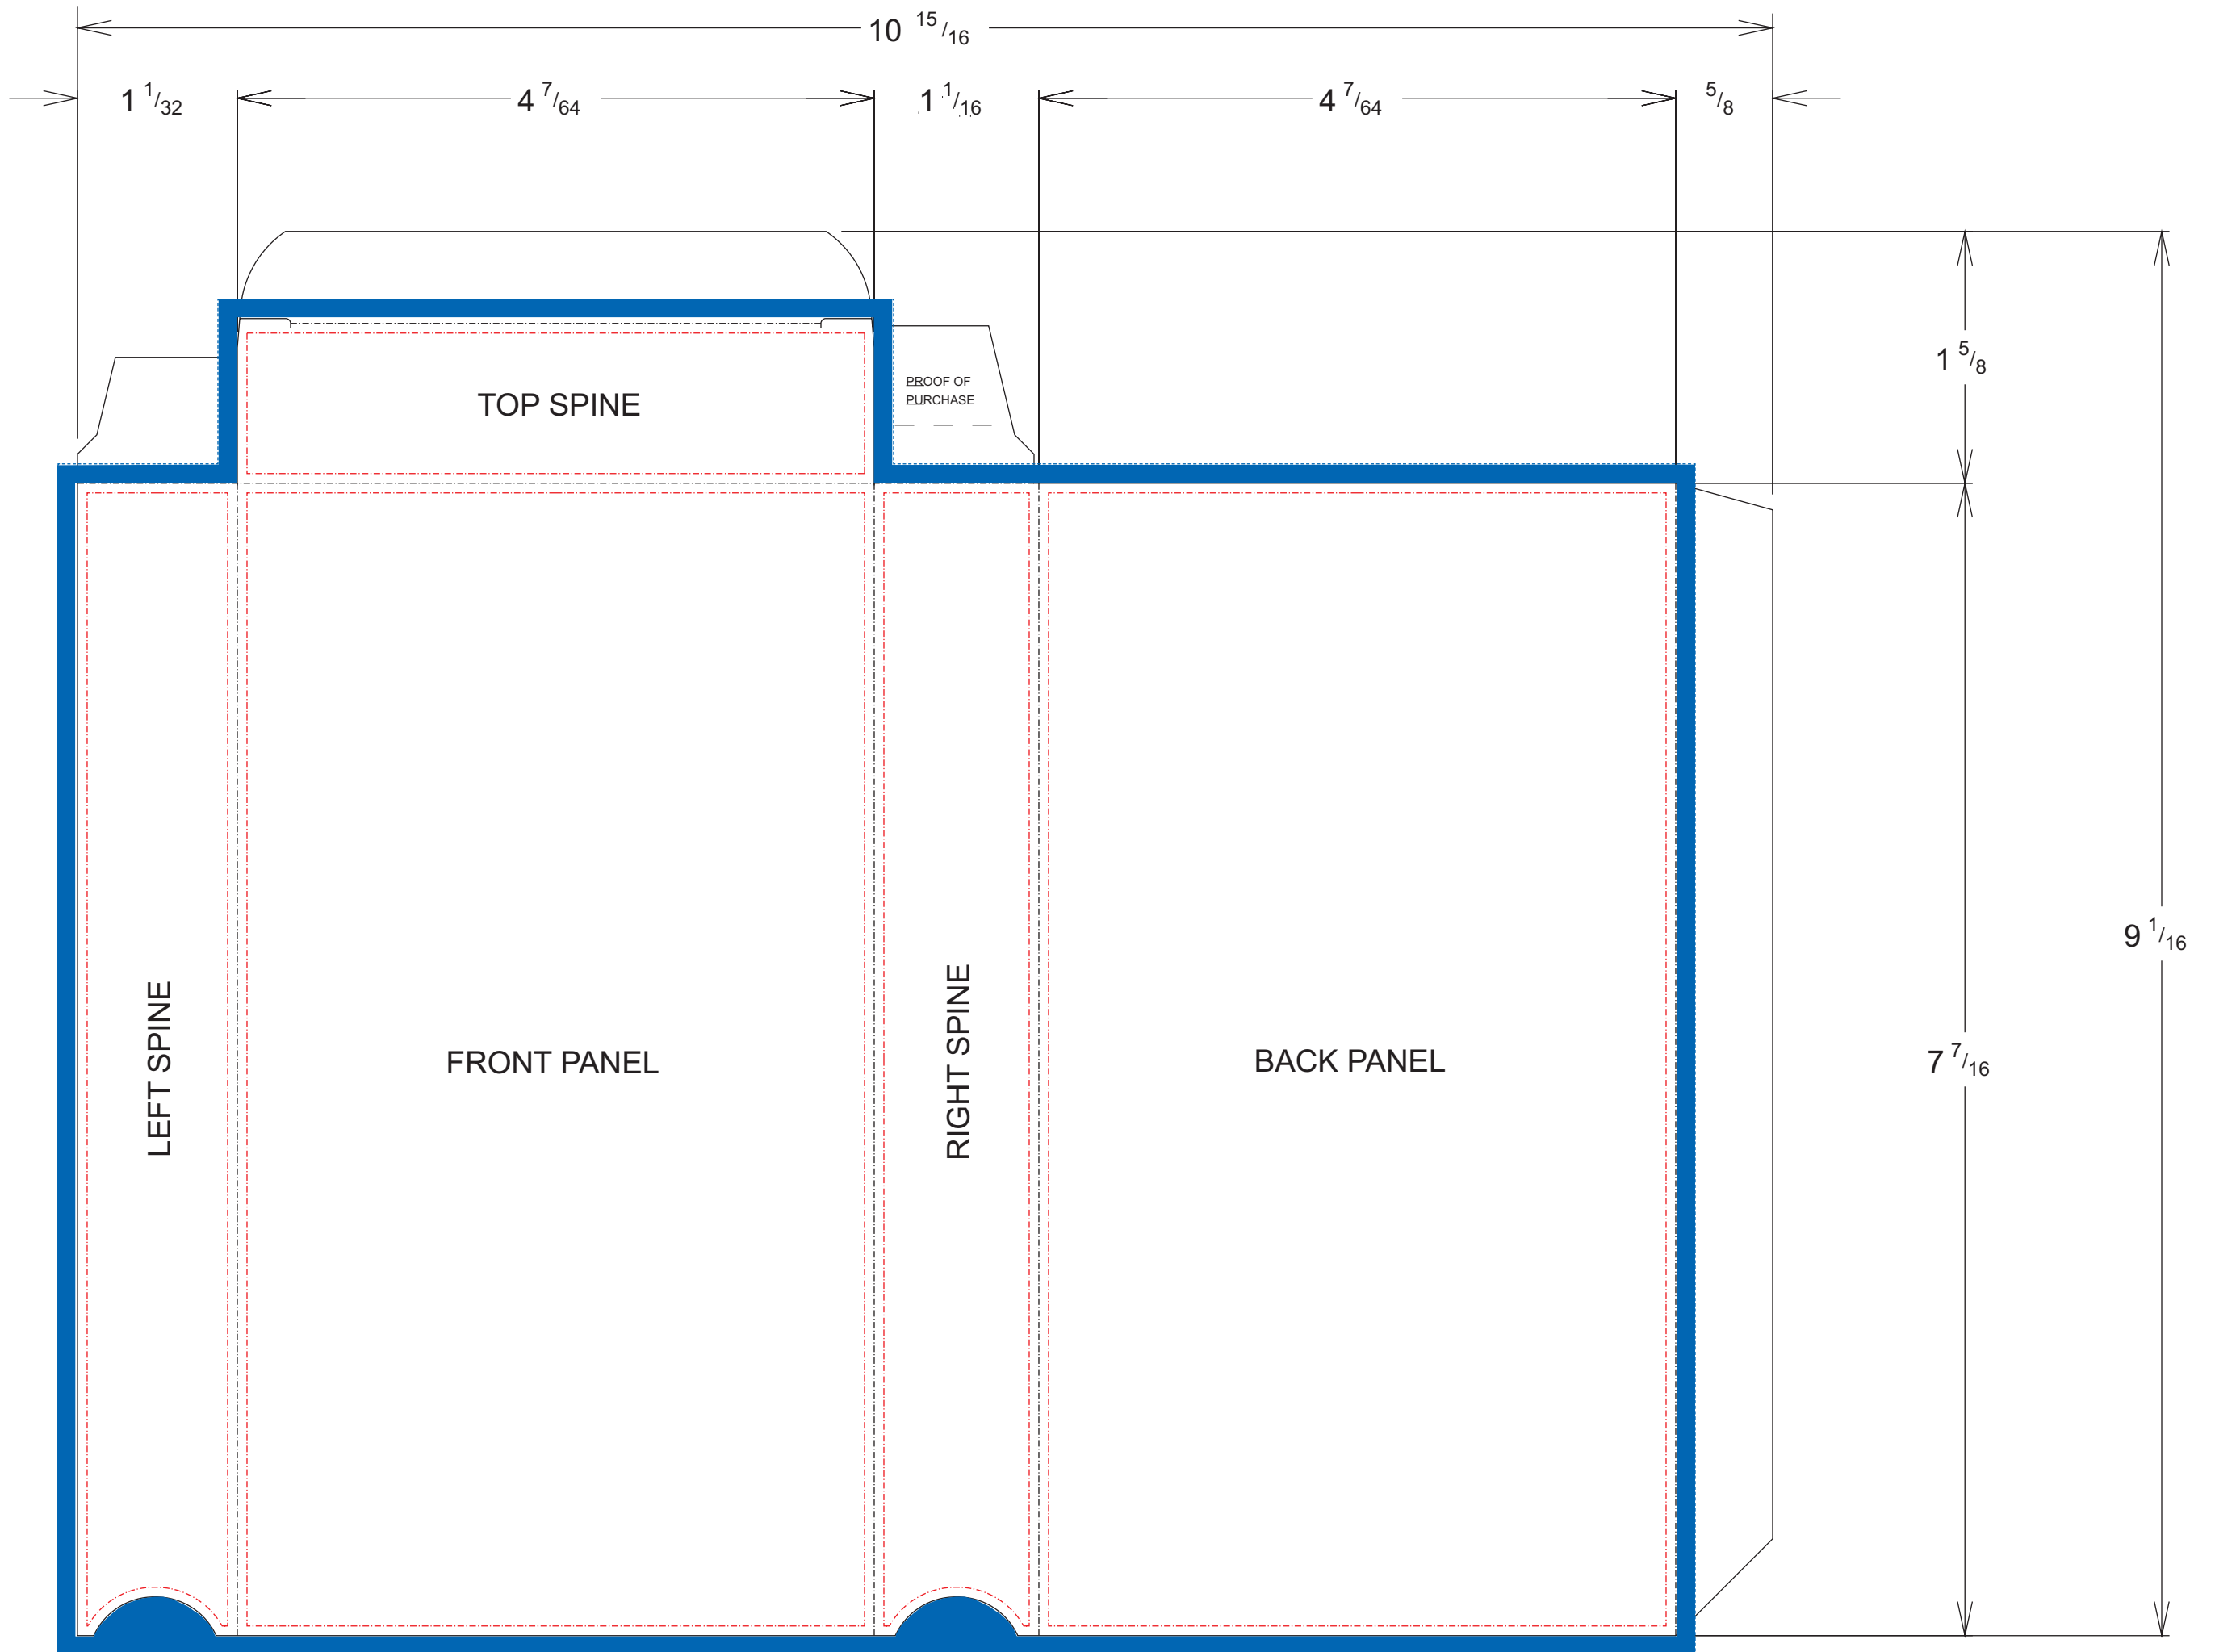 10 15/16
1 1/32
4 7/64
1 1/16
4 7/64
5/8
1 5/8
PROOF OF
PURCHASE
TOP SPINE
9 1/16
LEFT SPINE
FRONT PANEL
RIGHT SPINE
BACK PANEL
7 7/16